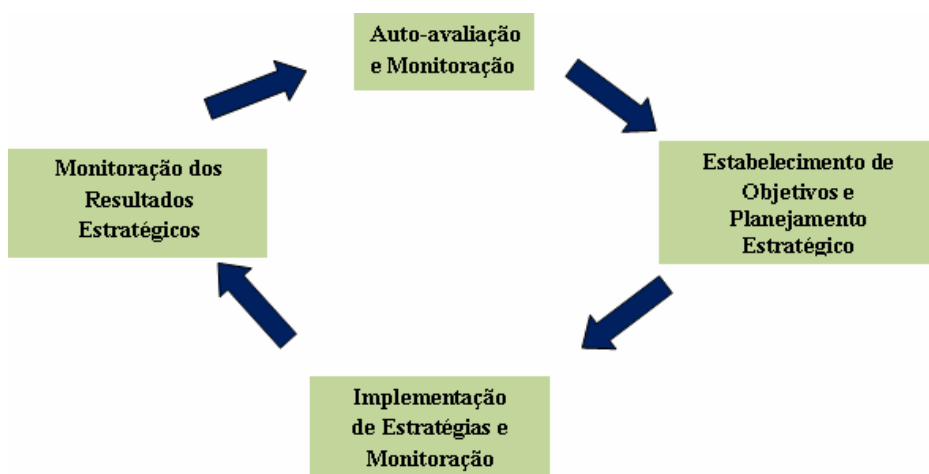 Auto-avaliação
e Monitoração
Estabelecimento de
Objetivos e
Planejamento
Estratégico
Implementação
de Estratégias e
Monitoração
Monitoração dos
Resultados
Estratégicos